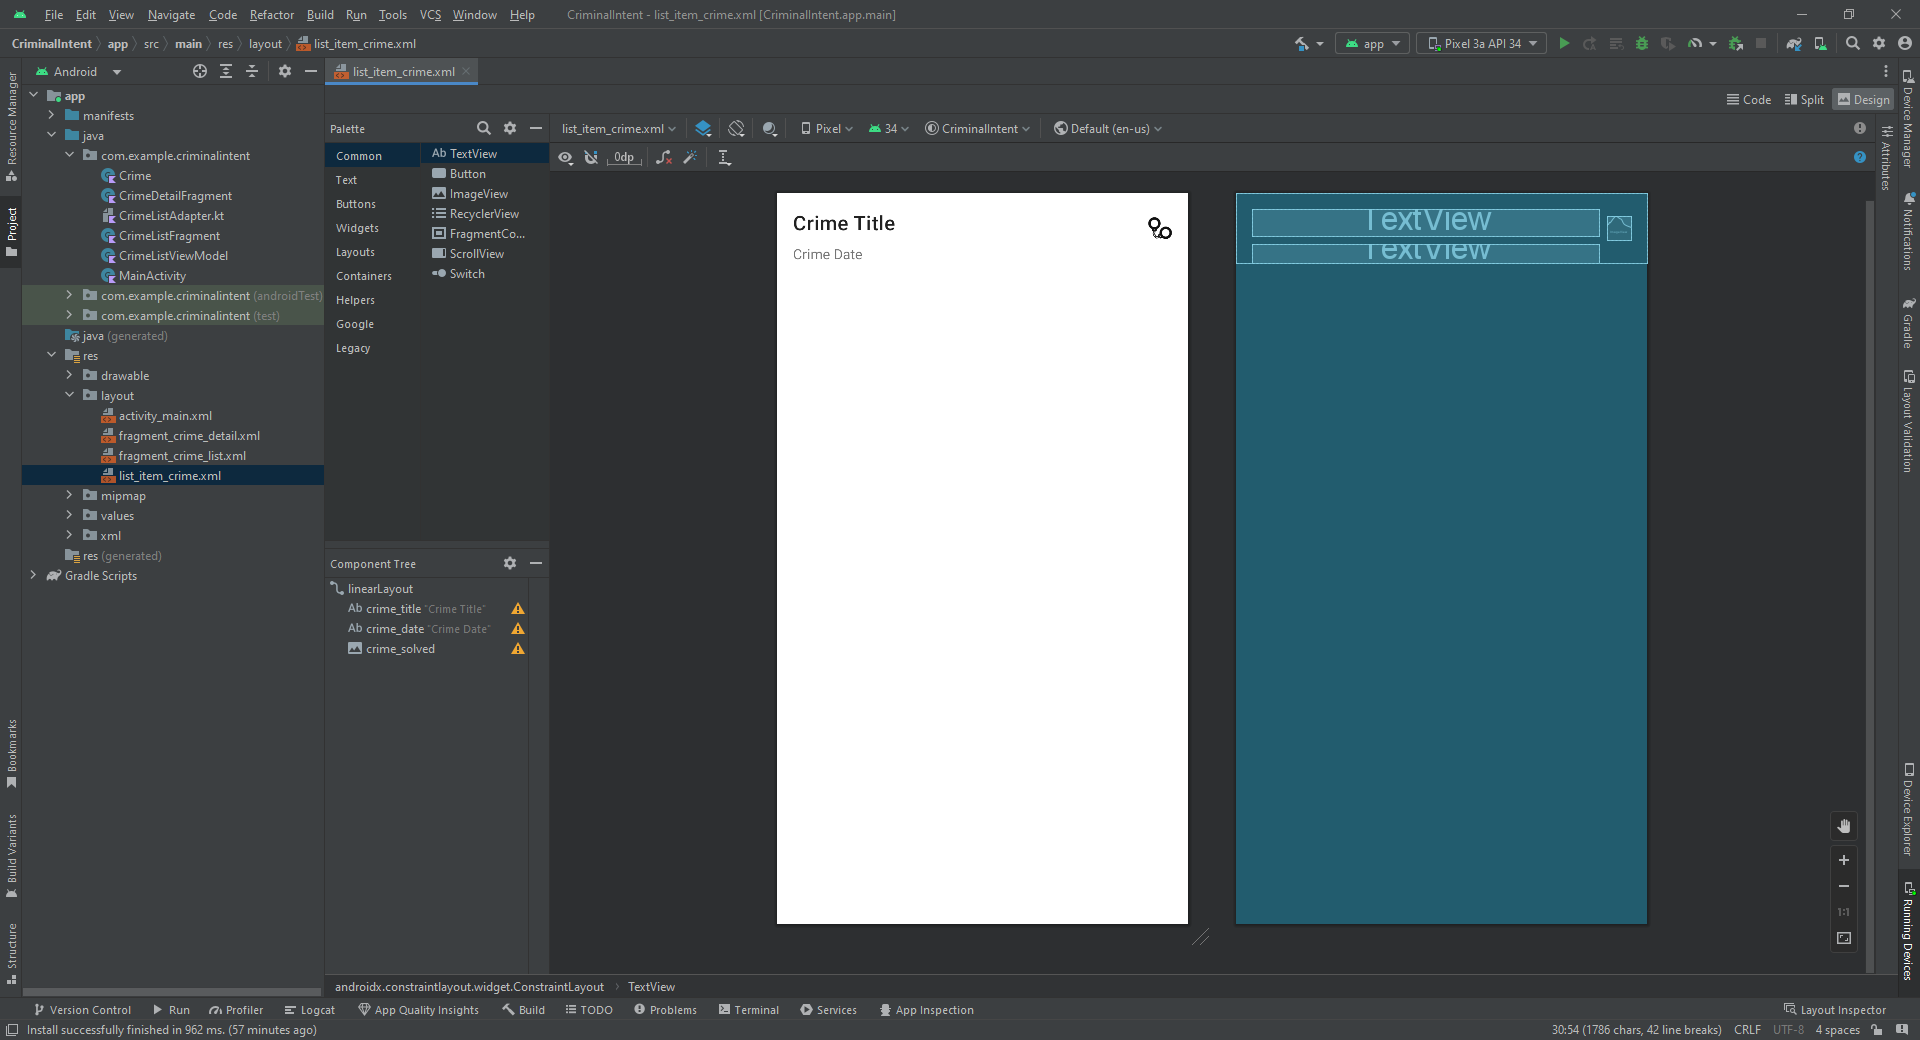 File Edit View Navigate Code Refactor Build Run Tools VCS Window Help CriminalIntent - list_item_crime.xml [CriminalIntent.app.main]
CriminalIntent app src main res layout list_item_crime.xml app Pixel 3a API 34
Android list_item_crime.xml
Code Split Design
Palette list_item_crime.xml Pixel 34 CriminalIntent Default (en-us)
0dp
Common
Text
Buttons
Widgets
Layouts
Containers
Helpers
Google
Legacy
Ab TextView
Button
ImageView
RecyclerView
FragmentCo...
ScrollView
Switch
app
manifests
java
com.example.criminalintent
Crime
CrimeDetailFragment
CrimeListAdapter.kt
CrimeListFragment
CrimeListViewModel
MainActivity
com.example.criminalintent (androidTest)
com.example.criminalintent (test)
java (generated)
res
drawable
layout
activity_main.xml
fragment_crime_detail.xml
fragment_crime_list.xml
list_item_crime.xml
mipmap
values
xml
res (generated)
Gradle Scripts
Component Tree
linearLayout
Ab crime_title "Crime Title"
Ab crime_date "Crime Date"
crime_solved
Crime Title
Crime Date
TextView
TextView
1:1
Resource Manager
Project
Bookmarks
Build Variants
Structure
Attributes
Device Manager
Notifications
Gradle
Layout Validation
Device Explorer
Running Devices
androidx.constraintlayout.widget.ConstraintLayout TextView
Version Control Run Profiler Logcat App Quality Insights Build TODO Problems Terminal Services App Inspection Layout Inspector
Install successfully finished in 962 ms. (57 minutes ago) 30:54 (1786 chars, 42 line breaks) CRLF UTF-8 4 spaces